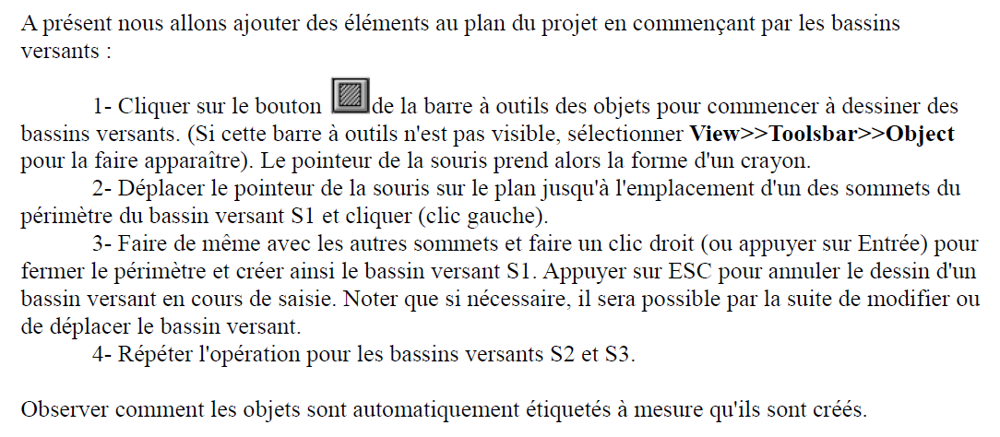 A présent nous allons ajouter des éléments au plan du projet en commençant par les bassins
versants :
1- Cliquer sur le bouton de la barre à outils des objets pour commencer à dessiner des
bassins versants. (Si cette barre à outils n'est pas visible, sélectionner View>>Toolsbar>>Object
pour la faire apparaître). Le pointeur de la souris prend alors la forme d'un crayon.
2- Déplacer le pointeur de la souris sur le plan jusqu'à l'emplacement d'un des sommets du
périmètre du bassin versant S1 et cliquer (clic gauche).
3- Faire de même avec les autres sommets et faire un clic droit (ou appuyer sur Entrée) pour
fermer le périmètre et créer ainsi le bassin versant S1. Appuyer sur ESC pour annuler le dessin d'un
bassin versant en cours de saisie. Noter que si nécessaire, il sera possible par la suite de modifier ou
de déplacer le bassin versant.
4- Répéter l'opération pour les bassins versants S2 et S3.
Observer comment les objets sont automatiquement étiquetés à mesure qu'ils sont créés.